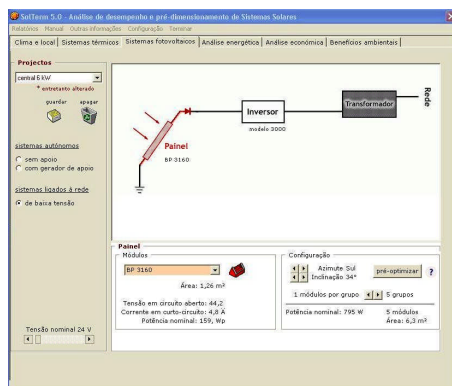 SolTerm 5.0 - Análise de desempenho e pré-dimensionamento de Sistemas Solares
Relatórios Manual Outras informações Configuração Terminar
Clima e local Sistemas térmicos Sistemas fotovoltaicos Análise energética Análise económica Benefícios ambientais
Projectos
central 6 kW
* entretanto alterado
guardar apagar
sistemas autónomos
sem apoio
com gerador de apoio
sistemas ligados à rede
de baixa tensão
Tensão nominal 24 V
Painel
BP 3160
Inversor
modelo 3000
Transformador
Rede
Painel
Módulos
BP 3160
Área: 1,26 m²
Tensão em circuito aberto: 44,2
Corrente em curto-circuito: 4,8 A
Potência nominal: 159, Wp
Configuração
Azimute Sul
Inclinação 34°
pré-optimizar ?
1 módulos por grupo 5 grupos
Potência nominal: 795 W 5 módulos
Área: 6,3 m²